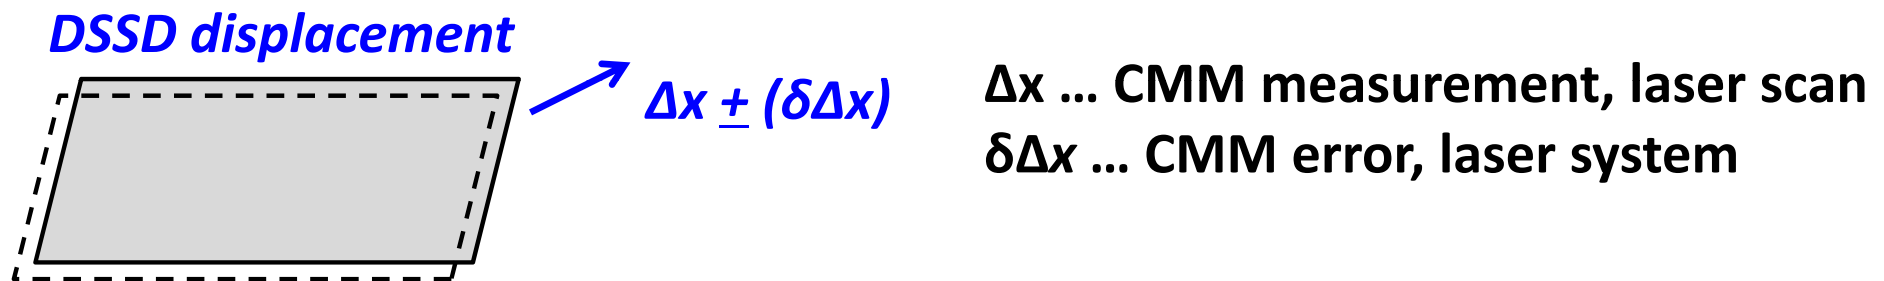 DSSD displacement
Δx ± (δΔx)
Δx … CMM measurement, laser scan
δΔx … CMM error, laser system